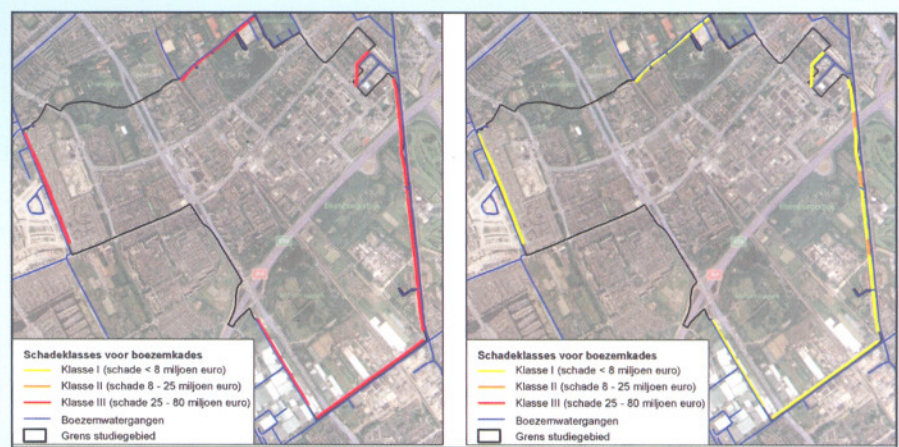 Schadeklasses voor boezemkades
Klasse I (schade < 8 miljoen euro)
Klasse II (schade 8 - 25 miljoen euro)
Klasse III (schade 25 - 80 miljoen euro)
Boezemwatergangen
Grens studiegebied
Schadeklasses voor boezemkades
Klasse I (schade < 8 miljoen euro)
Klasse II (schade 8 - 25 miljoen euro)
Klasse III (schade 25 - 80 miljoen euro)
Boezemwatergangen
Grens studiegebied